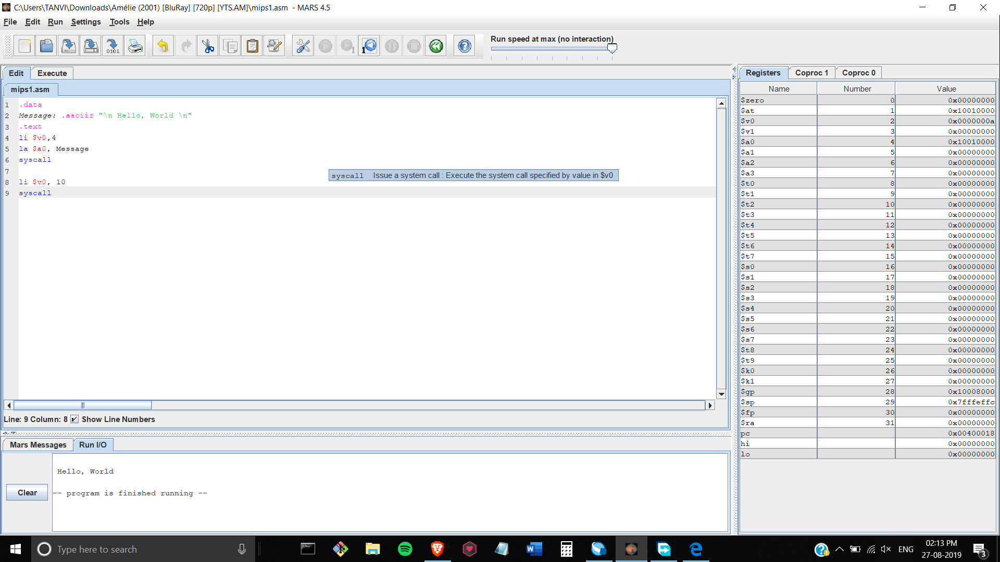 C:\Users\TANVI\Downloads\Amélie (2001) [BluRay] [720p] [YTS.AM]\mips1.asm - MARS 4.5
File Edit Run Settings Tools Help
0101
1
1
Run speed at max (no interaction)
Edit Execute
mips1.asm
1 .data
2 Message: .asciiz "\n Hello, World \n"
3 .text
4 li $v0,4
5 la $a0, Message
6 syscall
7
syscall Issue a system call : Execute the system call specified by value in $v0
8 li $v0, 10
9 syscall
Line: 9 Column: 8 Show Line Numbers
Mars Messages Run I/O
Clear
Hello, World
-- program is finished running --
Registers Coproc 1 Coproc 0
Name Number Value
$zero 0 0x00000000
$at 1 0x10010000
$v0 2 0x0000000a
$v1 3 0x00000000
$a0 4 0x10010000
$a1 5 0x00000000
$a2 6 0x00000000
$a3 7 0x00000000
$t0 8 0x00000000
$t1 9 0x00000000
$t2 10 0x00000000
$t3 11 0x00000000
$t4 12 0x00000000
$t5 13 0x00000000
$t6 14 0x00000000
$t7 15 0x00000000
$s0 16 0x00000000
$s1 17 0x00000000
$s2 18 0x00000000
$s3 19 0x00000000
$s4 20 0x00000000
$s5 21 0x00000000
$s6 22 0x00000000
$s7 23 0x00000000
$t8 24 0x00000000
$t9 25 0x00000000
$k0 26 0x00000000
$k1 27 0x00000000
$gp 28 0x10008000
$sp 29 0x7fffeffc
$fp 30 0x00000000
$ra 31 0x00000000
pc 0x00400018
hi 0x00000000
lo 0x00000000
Type here to search
ENG
02:13 PM
27-08-2019
3